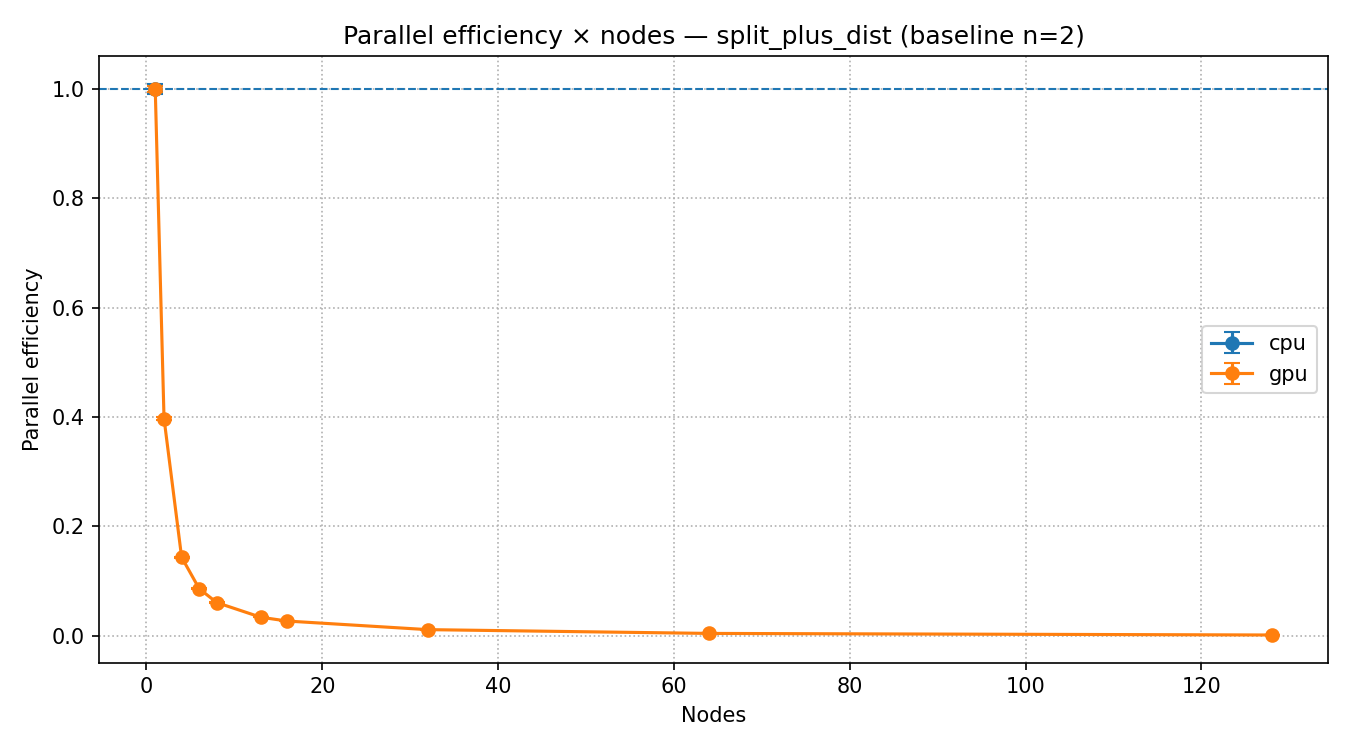 Parallel efficiency × nodes — split_plus_dist (baseline n=2)
1.0
0.8
0.6
0.4
0.2
0.0
Parallel efficiency
cpu
gpu
0 20 40 60 80 100 120
Nodes